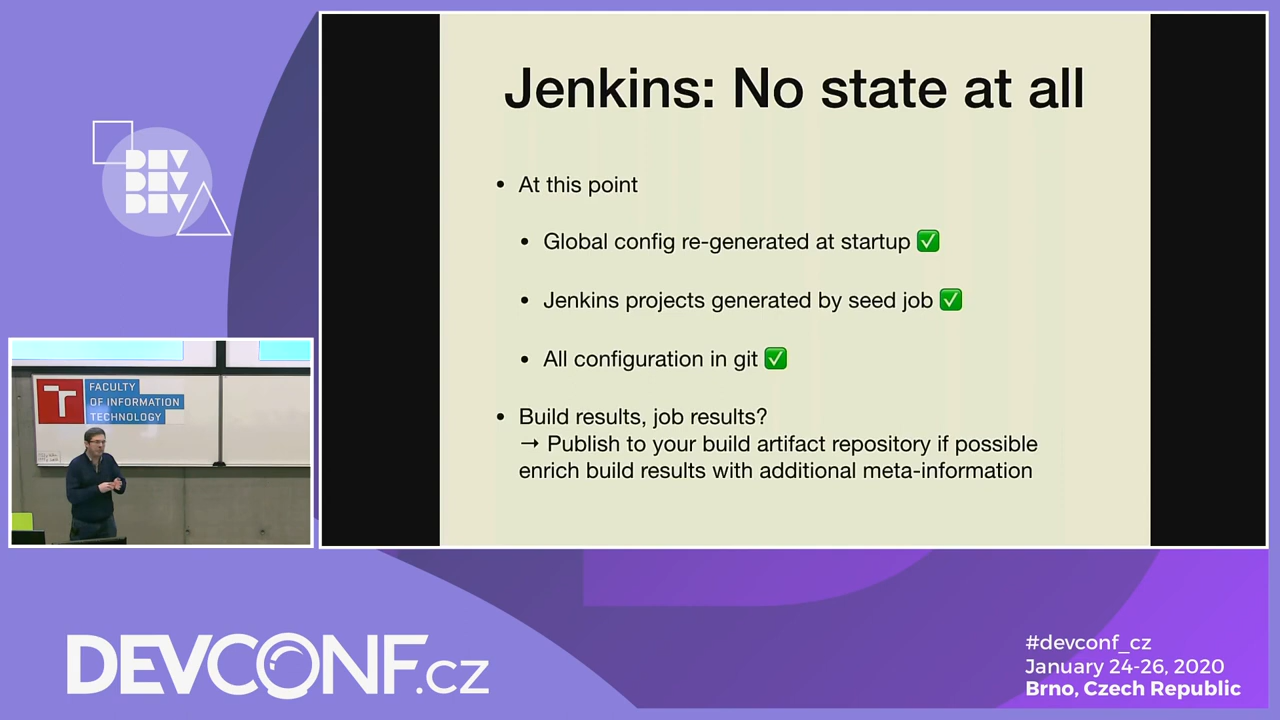 Jenkins: No state at all
• At this point
• Global config re-generated at startup ✅
• Jenkins projects generated by seed job ✅
• All configuration in git ✅
• Build results, job results?
→ Publish to your build artifact repository if possible
enrich build results with additional meta-information
DEV
DEV
DEV
FACULTY
OF INFORMATION
TECHNOLOGY
DEVCONF.cz
#devconf_cz
January 24-26, 2020
Brno, Czech Republic